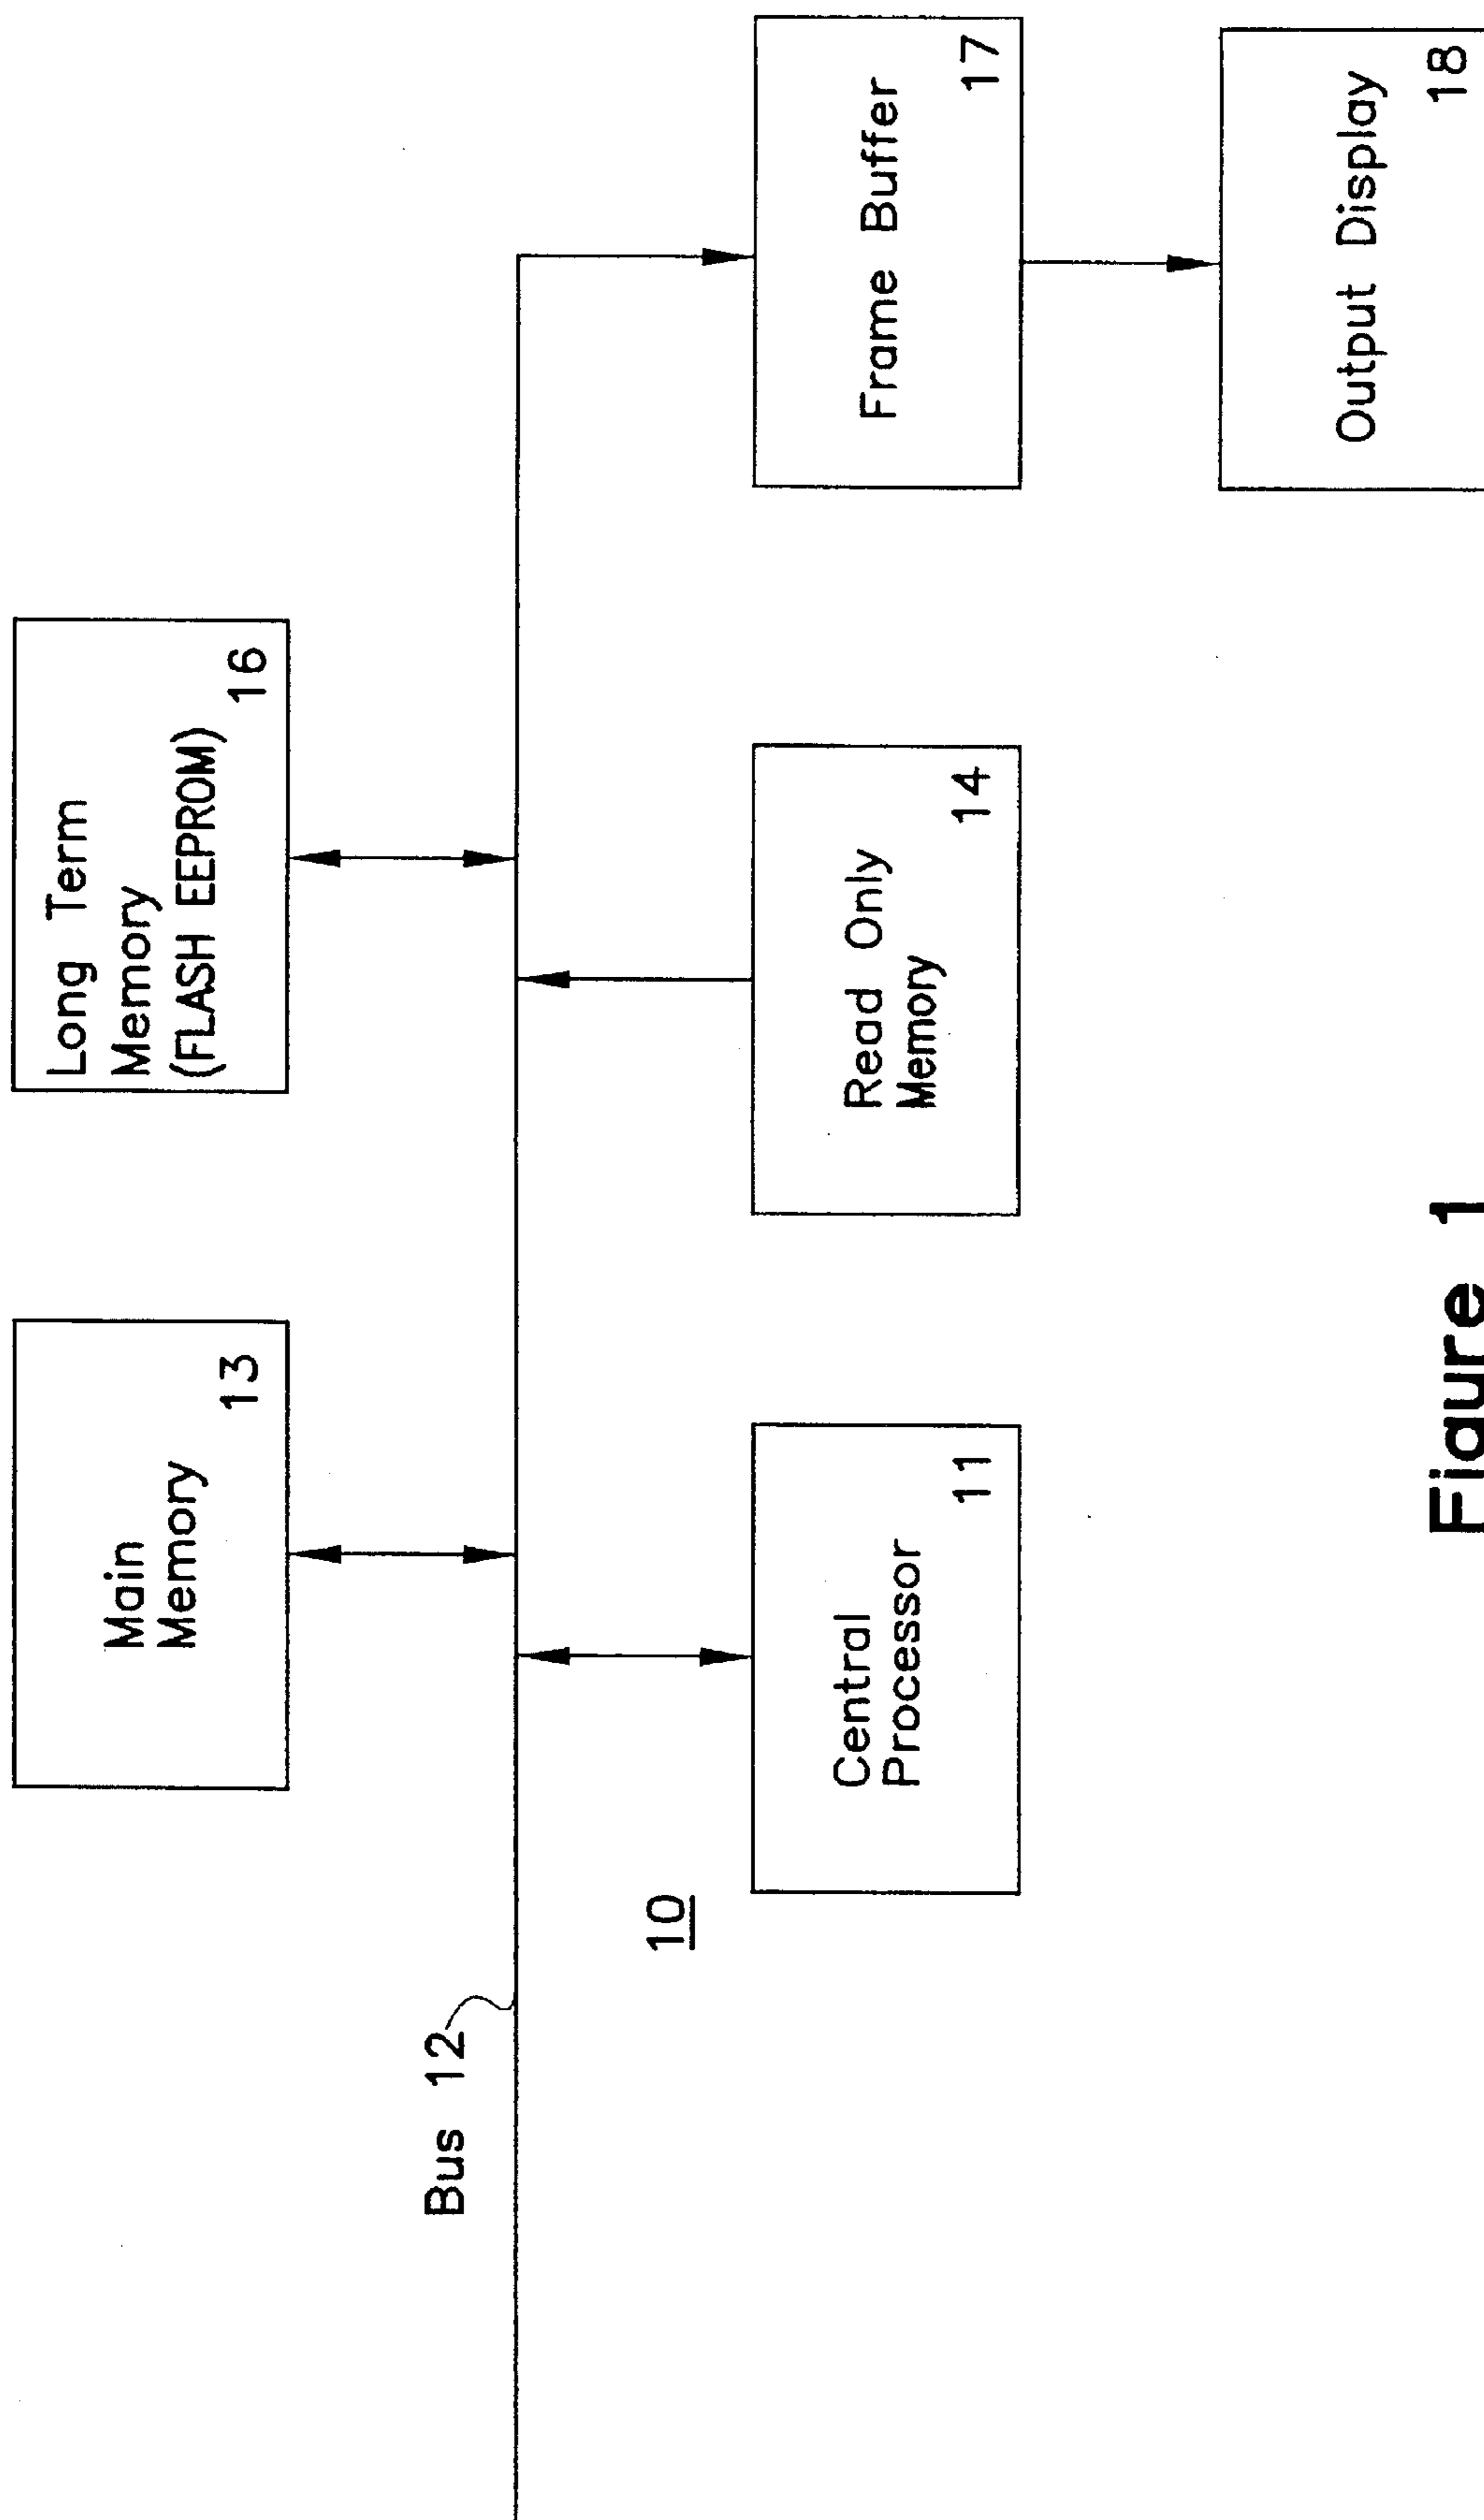 Bus 12
10
Main
Memory
13
Long Term
Memory
(FLASH EEPROM)
16
Central
Processor
11
Read Only
Memory
14
Frame Buffer
17
Output Display
18
Figure 1